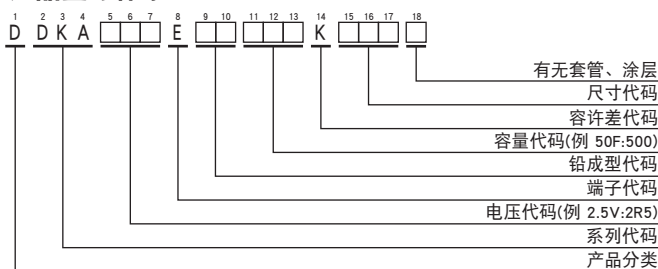 1 2 3 4 5 6 7 8 9 10 11 12 13 14 15 16 17 18
D D K A E K
有无套管、涂层
尺寸代码
容许差代码
容量代码(例 50F:500)
铅成型代码
端子代码
电压代码(例 2.5V:2R5)
系列代码
产品分类